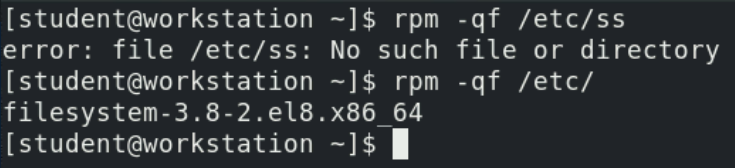 [student@workstation ~]$ rpm -qf /etc/ss
error: file /etc/ss: No such file or directory
[student@workstation ~]$ rpm -qf /etc/
filesystem-3.8-2.el8.x86_64
[student@workstation ~]$